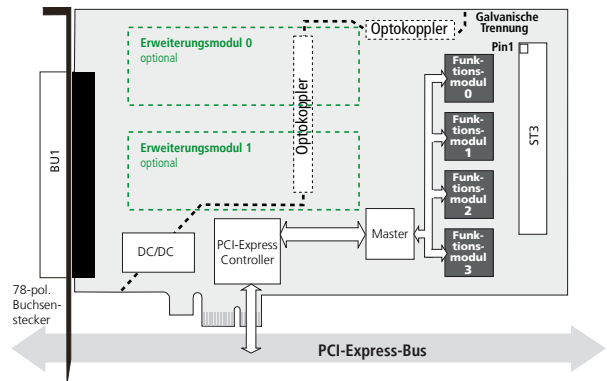 Galvanische
Trennung
Optokoppler
Pin1
Erweiterungsmodul 0
optional
Funk-
tions-
modul
0
Optokoppler
BU1
ST3
Funk-
tions-
modul
1
Erweiterungsmodul 1
optional
Funk-
tions-
modul
2
DC/DC
PCI-Express
Controller
Master
Funk-
tions-
modul
3
78-pol.
Buchsen-
stecker
PCI-Express-Bus